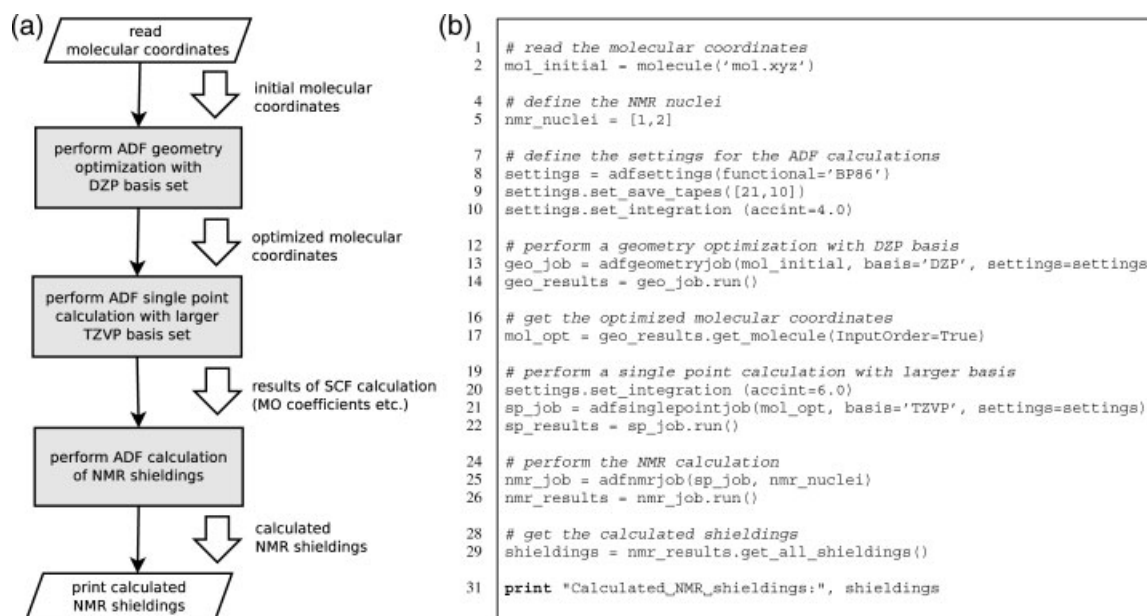 (a)
read
molecular coordinates
initial molecular
coordinates
perform ADF geometry
optimization with
DZP basis set
optimized molecular
coordinates
perform ADF single point
calculation with larger
TZVP basis set
results of SCF calculation
(MO coefficients etc.)
perform ADF calculation
of NMR shieldings
calculated
NMR shieldings
print calculated
NMR shieldings
(b)
1 # read the molecular coordinates
2 mol_initial = molecule('mol.xyz')
4 # define the NMR nuclei
5 nmr_nuclei = [1,2]
7 # define the settings for the ADF calculations
8 settings = adfsettings(functional='BP86')
9 settings.set_save_tapes([21,10])
10 settings.set_integration (accint=4.0)
12 # perform a geometry optimization with DZP basis
13 geo_job = adfgeometryjob(mol_initial, basis='DZP', settings=settings
14 geo_results = geo_job.run()
16 # get the optimized molecular coordinates
17 mol_opt = geo_results.get_molecule(InputOrder=True)
19 # perform a single point calculation with larger basis
20 settings.set_integration (accint=6.0)
21 sp_job = adfsinglepointjob(mol_opt, basis='TZVP', settings=settings)
22 sp_results = sp_job.run()
24 # perform the NMR calculation
25 nmr_job = adfnmrjob(sp_job, nmr_nuclei)
26 nmr_results = nmr_job.run()
28 # get the calculated shieldings
29 shieldings = nmr_results.get_all_shieldings()
31 print "Calculated␣NMR␣shieldings:", shieldings